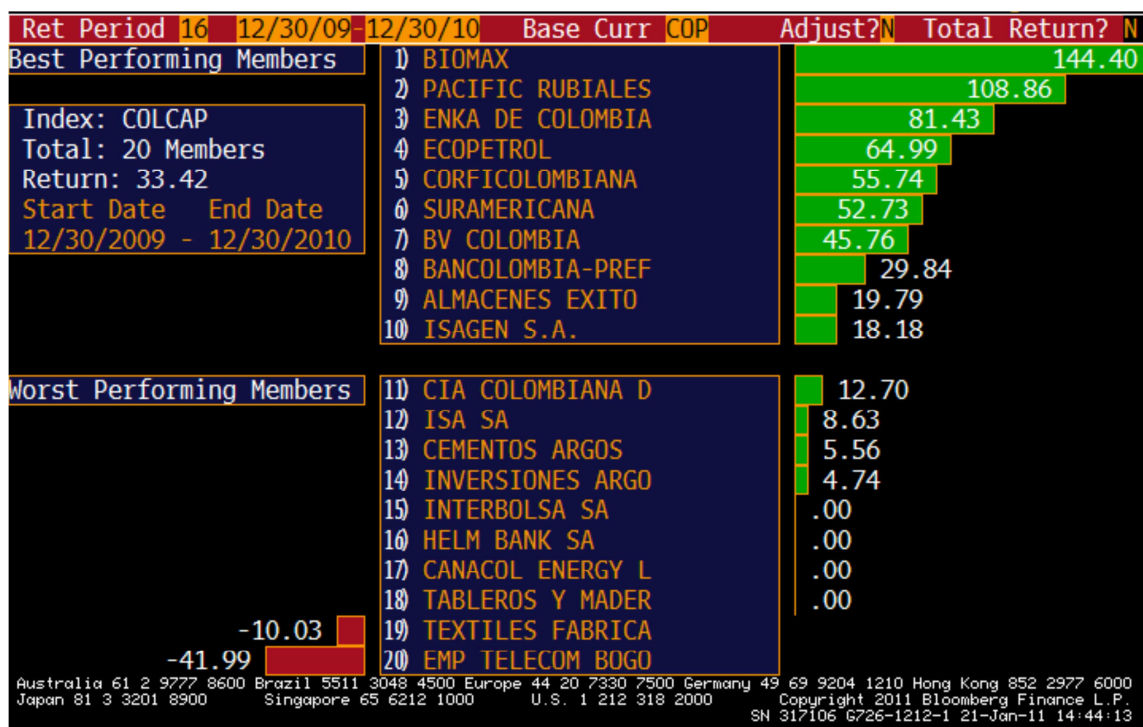 Ret Period 16 12/30/09-12/30/10 Base Curr COP Adjust?N Total Return? N
Best Performing Members 1) BIOMAX 144.40
2) PACIFIC RUBIALES 108.86
Index: COLCAP 3) ENKA DE COLOMBIA 81.43
Total: 20 Members 4) ECOPETROL 64.99
Return: 33.42 5) CORFICOLOMBIANA 55.74
Start Date End Date 6) SURAMERICANA 52.73
12/30/2009 - 12/30/2010 7) BV COLOMBIA 45.76
8) BANCOLOMBIA-PREF 29.84
9) ALMACENES EXITO 19.79
10) ISAGEN S.A. 18.18
Worst Performing Members 11) CIA COLOMBIANA D 12.70
12) ISA SA 8.63
13) CEMENTOS ARGOS 5.56
14) INVERSIONES ARGO 4.74
15) INTERBOLSA SA .00
16) HELM BANK SA .00
17) CANACOL ENERGY L .00
18) TABLEROS Y MADER .00
-10.03 19) TEXTILES FABRICA
-41.99 20) EMP TELECOM BOGO
Australia 61 2 9777 8600 Brazil 5511 3048 4500 Europe 44 20 7330 7500 Germany 49 69 9204 1210 Hong Kong 852 2977 6000
Japan 81 3 3201 8900 Singapore 65 6212 1000 U.S. 1 212 318 2000 Copyright 2011 Bloomberg Finance L.P.
SN 317106 G726-1212-1 21-Jan-11 14:44:13